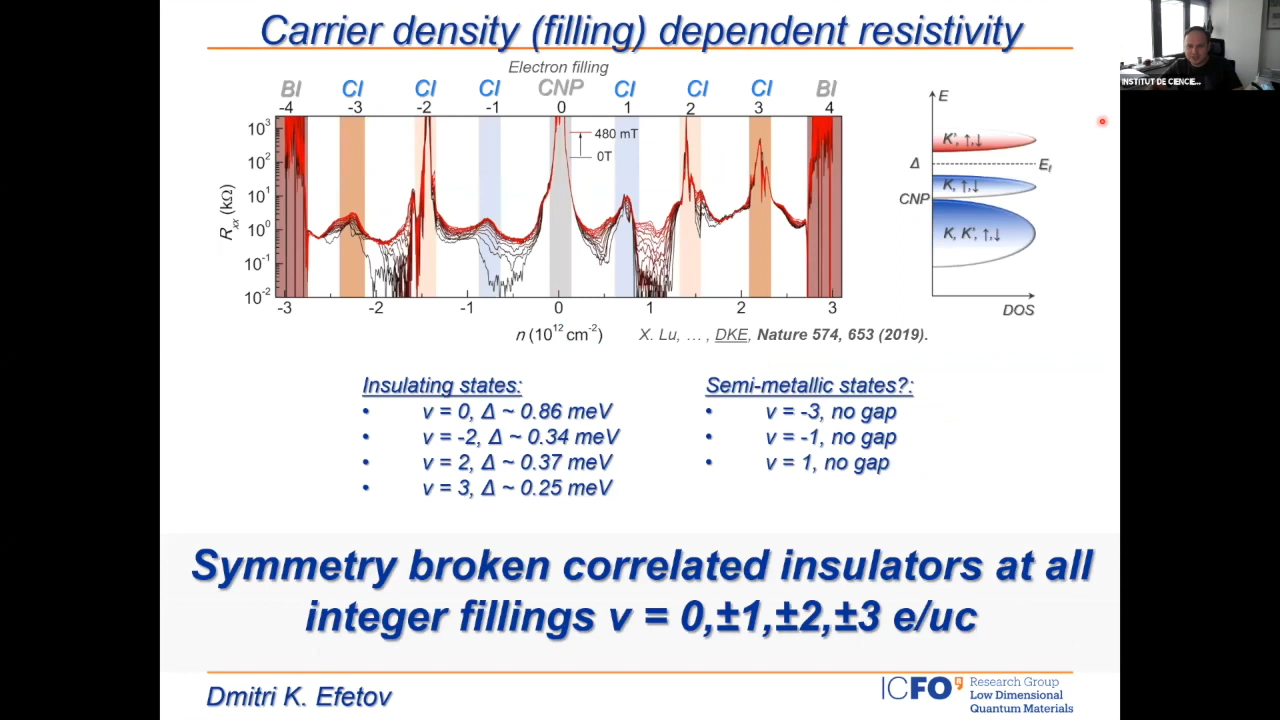 Carrier density (filling) dependent resistivity
INSTITUT DE CIENCIE...
Electron filling
BI CI CI CI CNP CI CI CI BI
-4 -3 -2 -1 0 1 2 3 4
10³
10²
10¹
10⁰
10⁻¹
10⁻²
Rxx (kΩ)
480 mT
0T
-3 -2 -1 0 1 2 3
n (10¹² cm⁻²)
X. Lu, … , DKE, Nature 574, 653 (2019).
E
K', ↑,↓
Δ
Ef
K, ↑,↓
CNP
K, K', ↑,↓
DOS
Insulating states:
• ν = 0, Δ ~ 0.86 meV
• ν = -2, Δ ~ 0.34 meV
• ν = 2, Δ ~ 0.37 meV
• ν = 3, Δ ~ 0.25 meV
Semi-metallic states?:
• ν = -3, no gap
• ν = -1, no gap
• ν = 1, no gap
Symmetry broken correlated insulators at all
integer fillings ν = 0,±1,±2,±3 e/uc
Dmitri K. Efetov
ICFO
Research Group
Low Dimensional
Quantum Materials